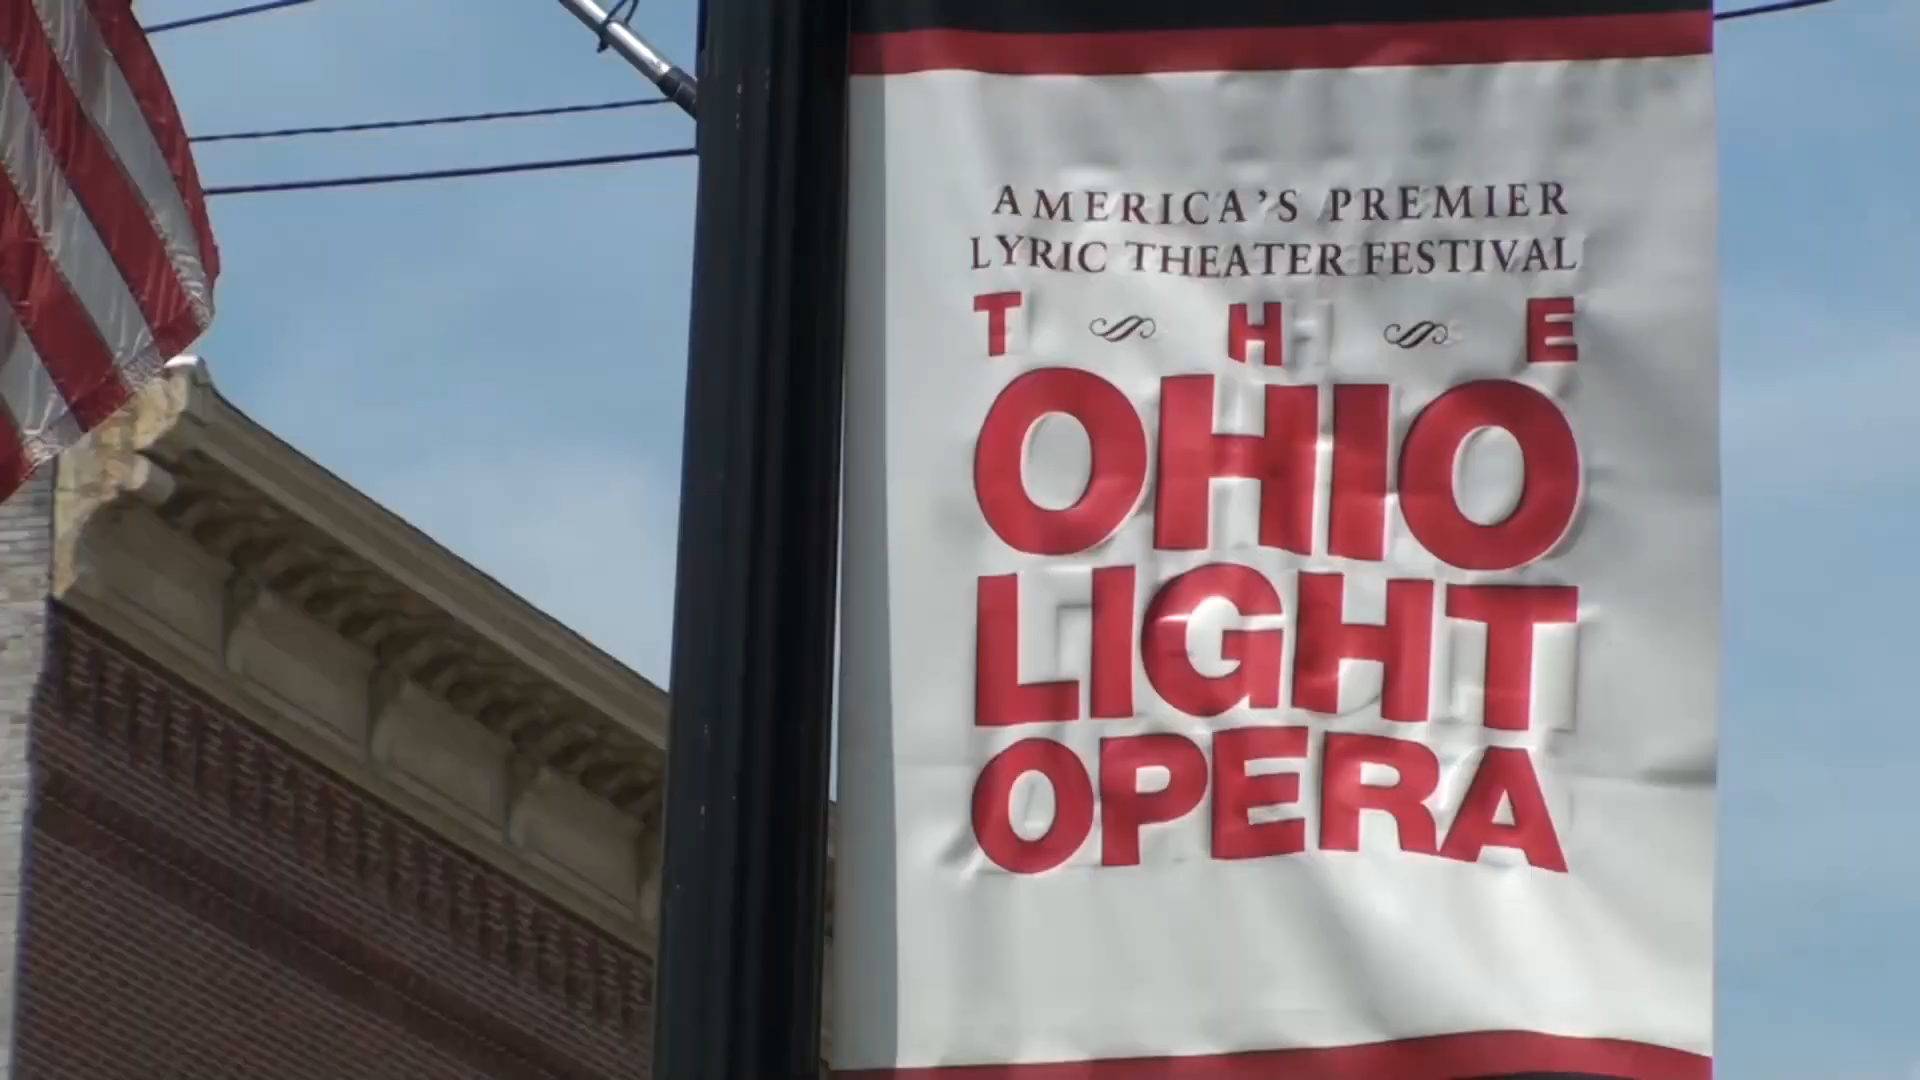 AMERICA'S PREMIER
LYRIC THEATER FESTIVAL
THE
OHIO
LIGHT
OPERA